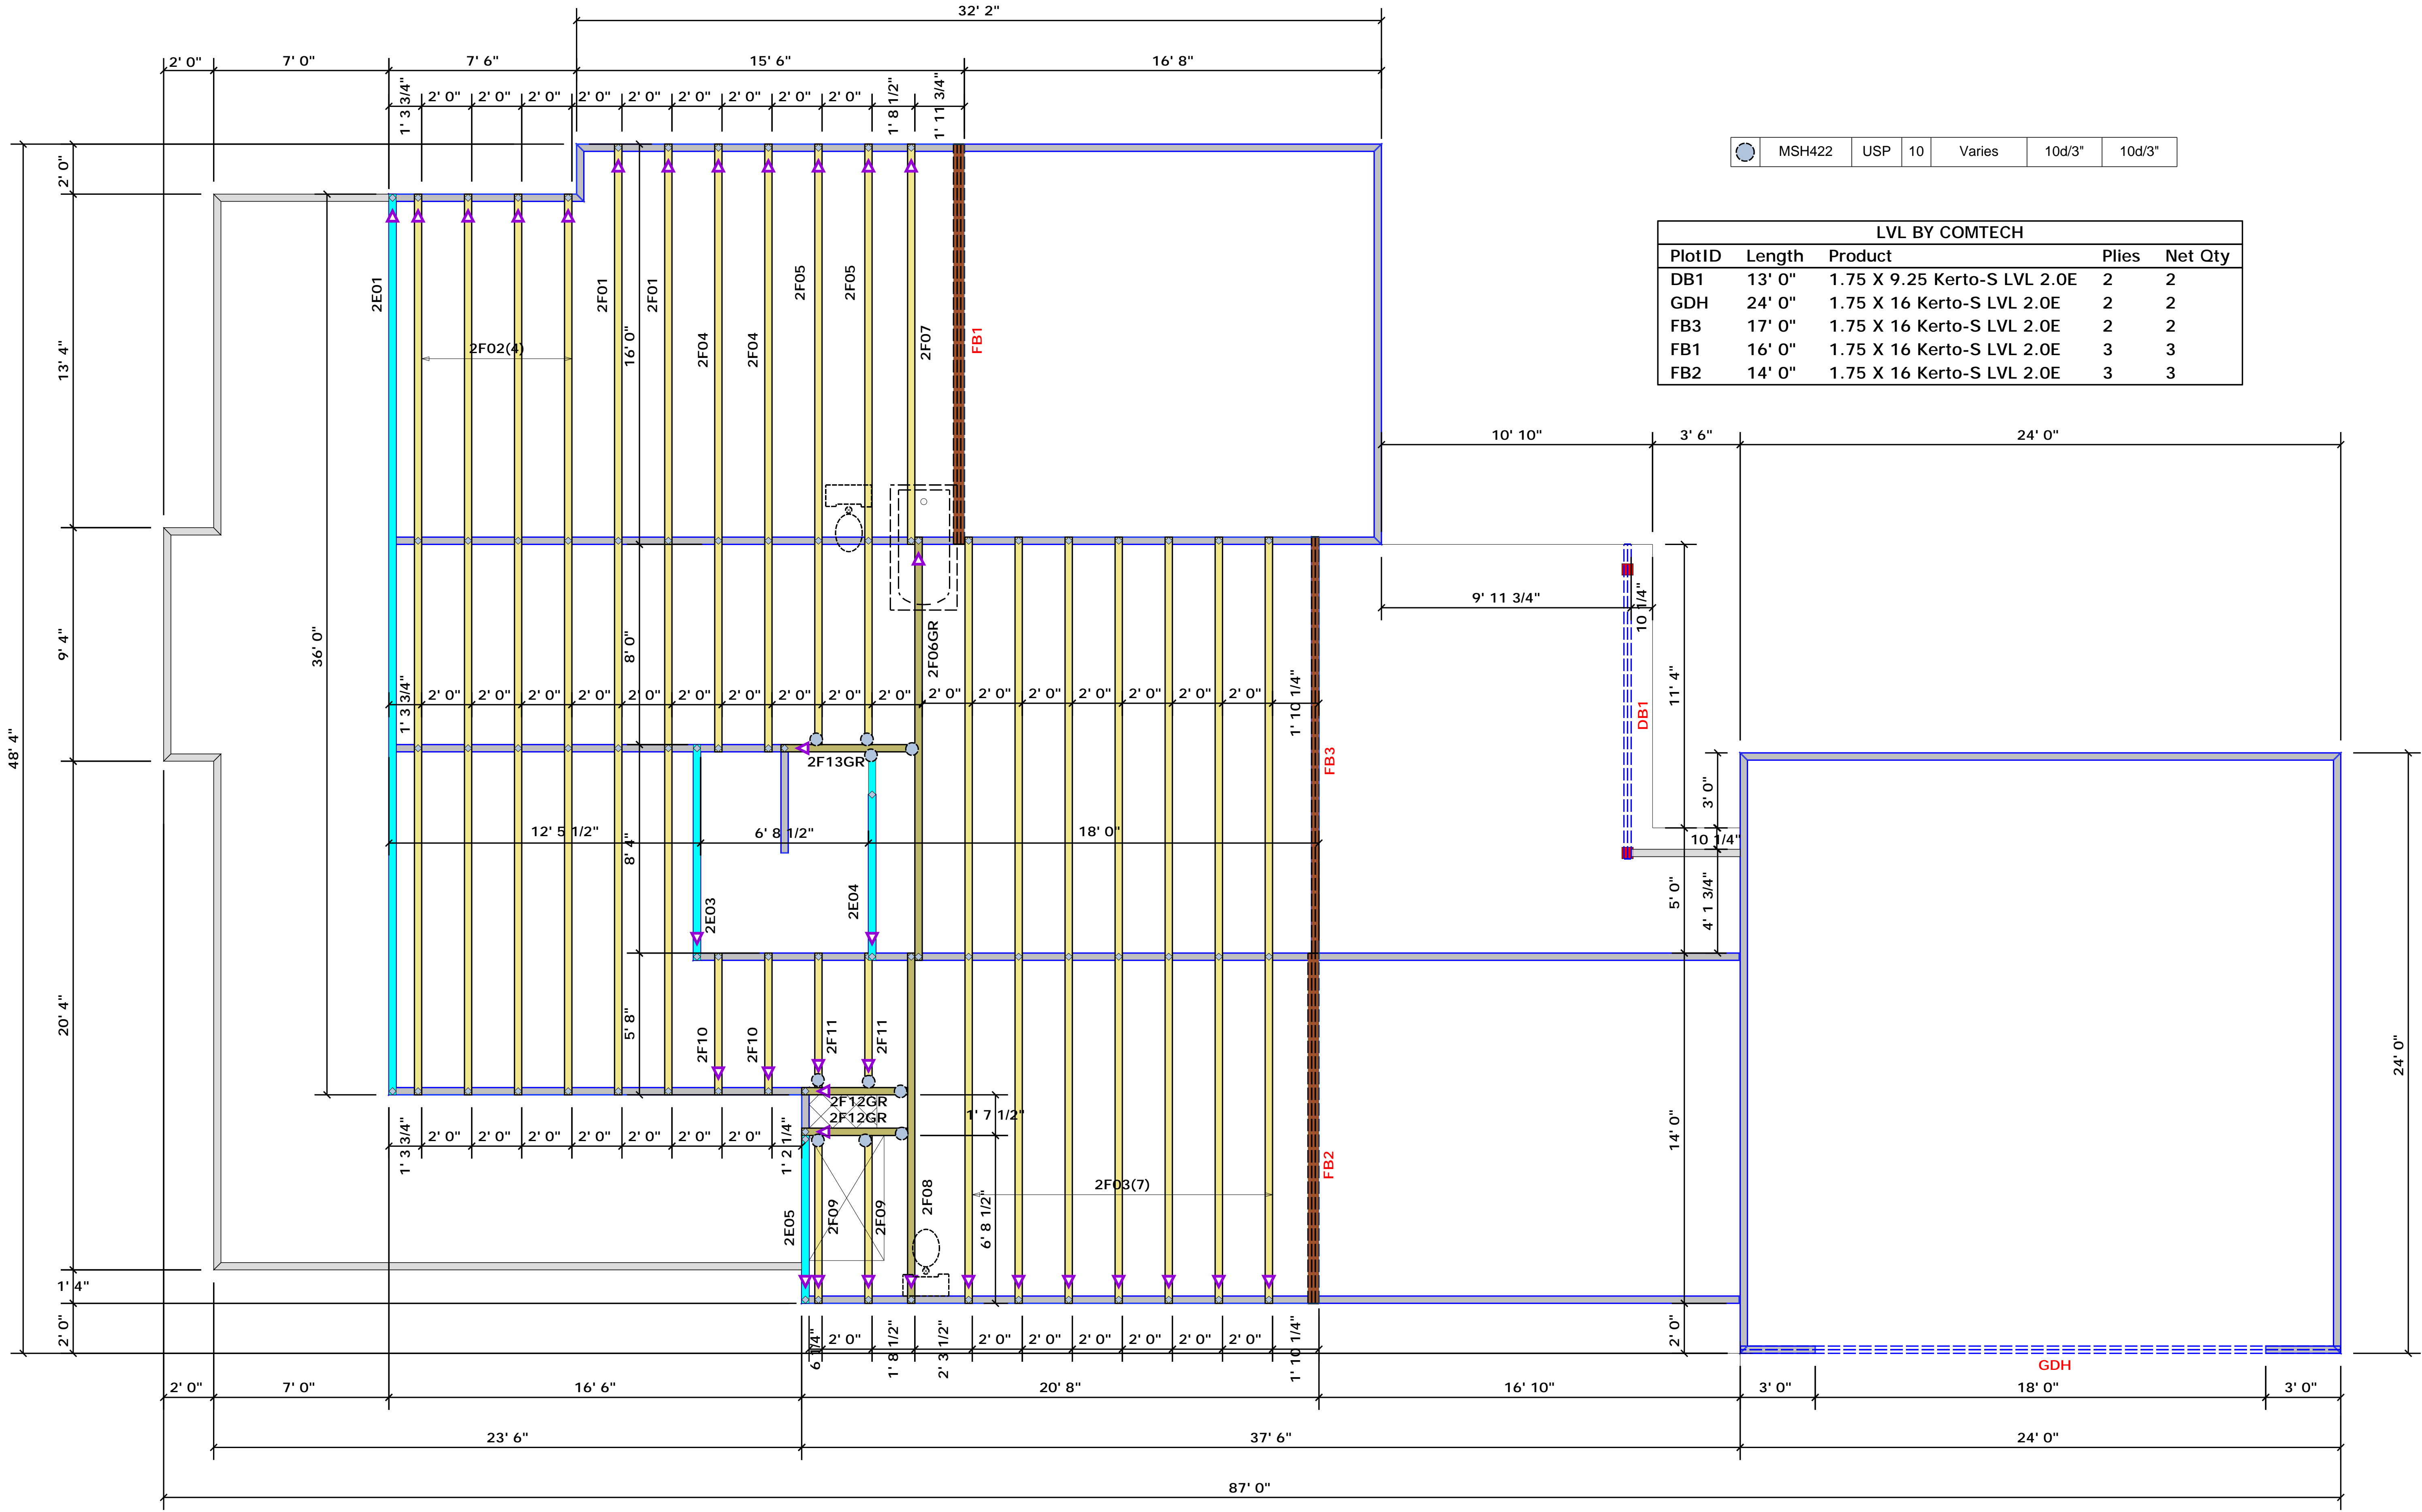 32' 2"
2' 0" 7' 0" 7' 6" 15' 6" 16' 8"
1' 3 3/4" 2' 0" 2' 0" 2' 0" 2' 0" 2' 0" 2' 0" 2' 0" 2' 0" 2' 0" 1' 8 1/2" 1' 11 3/4"
MSH422 USP 10 Varies 10d/3" 10d/3"
LVL BY COMTECH
PlotID Length Product Plies Net Qty
DB1 13' 0" 1.75 X 9.25 Kerto-S LVL 2.0E 2 2
GDH 24' 0" 1.75 X 16 Kerto-S LVL 2.0E 2 2
FB3 17' 0" 1.75 X 16 Kerto-S LVL 2.0E 2 2
FB1 16' 0" 1.75 X 16 Kerto-S LVL 2.0E 3 3
FB2 14' 0" 1.75 X 16 Kerto-S LVL 2.0E 3 3
2' 0"
13' 4"
9' 4"
20' 4"
1' 4"
2' 0"
48' 4"
36' 0"
2E01
2F02(4)
2F01
2F01
16' 0"
2F04
2F04
2F05
2F05
2F07
FB1
10' 10" 3' 6" 24' 0"
9' 11 3/4"
10 1/4"
11' 4"
DB1
8' 0"
2F06GR
1' 3 3/4" 2' 0" 2' 0" 2' 0" 2' 0" 2' 0" 2' 0" 2' 0" 2' 0" 2' 0" 2' 0" 2' 0" 2' 0" 2' 0" 2' 0" 2' 0" 2' 0" 2' 0" 1' 10 1/4"
FB3
2F13GR
12' 5 1/2" 6' 8 1/2" 18' 0"
8' 4"
3' 0"
10 1/4"
5' 0"
4' 1 3/4"
2E03
2E04
5' 8"
2F10
2F10
2F11
2F11
2F12GR
2F12GR
1' 7 1/2"
1' 3 3/4" 2' 0" 2' 0" 2' 0" 2' 0" 2' 0" 2' 0" 2' 0" 1' 2 1/4"
14' 0"
24' 0"
FB2
2F03(7)
2E05
2F09
2F09
2F08
6' 8 1/2"
6 1/4" 2' 0" 1' 8 1/2" 2' 3 1/2" 2' 0" 2' 0" 2' 0" 2' 0" 2' 0" 2' 0" 1' 10 1/4"
2' 0"
GDH
2' 0" 7' 0" 16' 6" 20' 8" 16' 10" 3' 0" 18' 0" 3' 0"
23' 6" 37' 6" 24' 0"
87' 0"